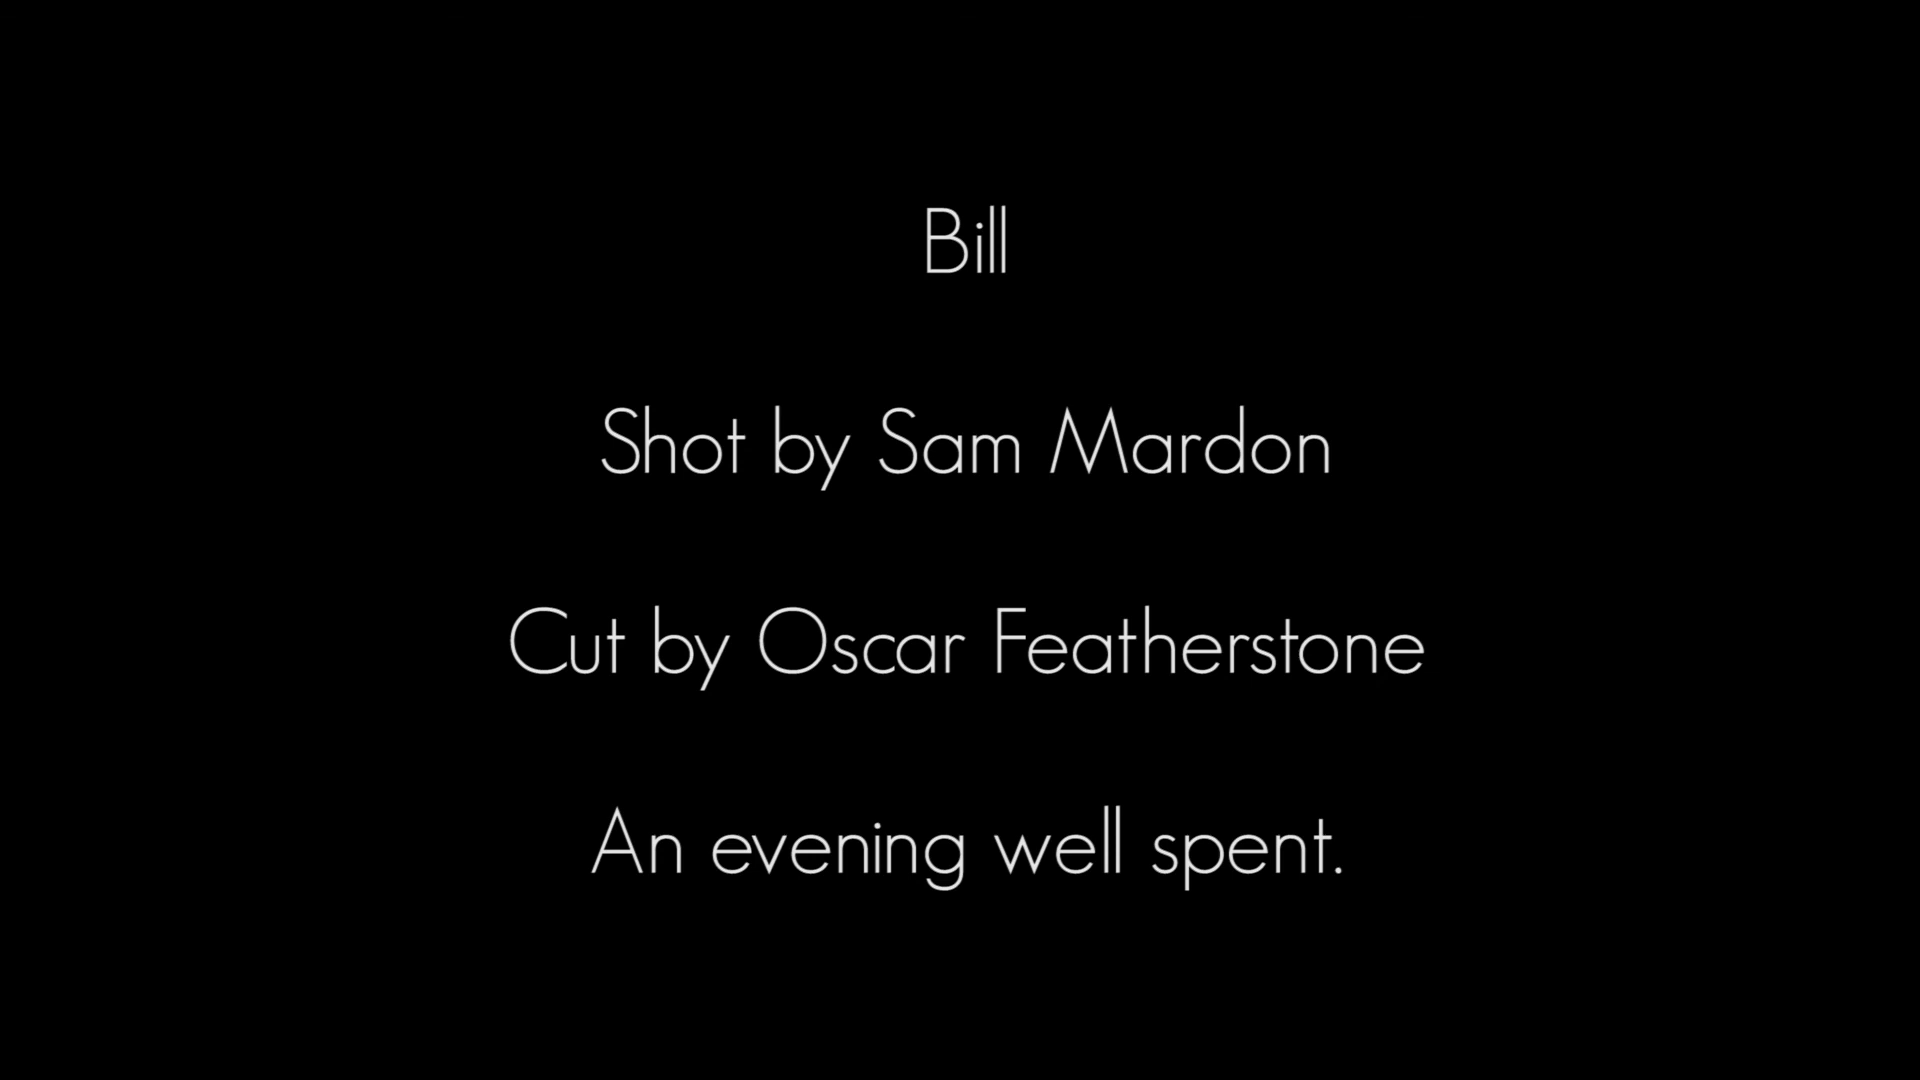 Bill
Shot by Sam Mardon
Cut by Oscar Featherstone
An evening well spent.